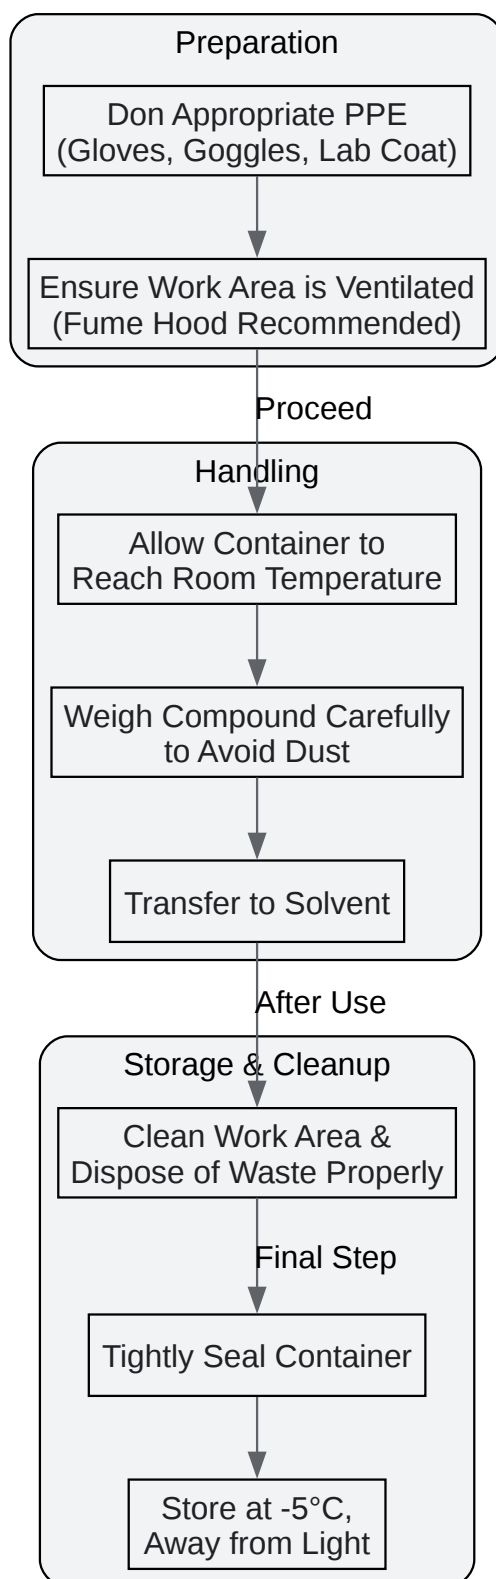 Preparation
Don Appropriate PPE
(Gloves, Goggles, Lab Coat)
Ensure Work Area is Ventilated
(Fume Hood Recommended)
Proceed
Handling
Allow Container to
Reach Room Temperature
Weigh Compound Carefully
to Avoid Dust
Transfer to Solvent
After Use
Storage & Cleanup
Clean Work Area &
Dispose of Waste Properly
Final Step
Tightly Seal Container
Store at -5°C,
Away from Light